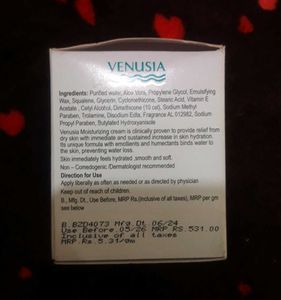 VENUSIA
Ingredients: Purified water, Aloe Vera, Propylene Glycol, Emulsifying
Wax, Squalene, Glycerin, Cyclomethicone, Stearic Acid, Vitamin E
Acetate, Cetyl Alcohol, Dimethicone (10 cst), Sodium Methyl
Paraben, Trolamine, Disodium Edta, Fragrance AL 012982, Sodium
Propyl Paraben, Butylated Hydroxyanisole
Venusia Moisturizing cream is clinically proven to provide relief
from dry skin with immediate and sustained increase in skin hydration.
Its unique formula with emollients and humectants binds water to the
skin, preventing water loss.
Skin immediately feels hydrated ,smooth and soft.
Non – Comedogenic/Dermatologist recommended
Direction for Use
Apply liberally as often as needed or as directed by physician
Keep out of reach of children.
B., Mfg. Dt., Use Before, MRP Rs.(Inclusive of all taxes), MRP per gm
see below
B.BZD4073 Mfg Dt 06/24
Use Before 05/26 MRP RS.531.00
Inclusive of all taxes
MRP Rs.5.31/gm